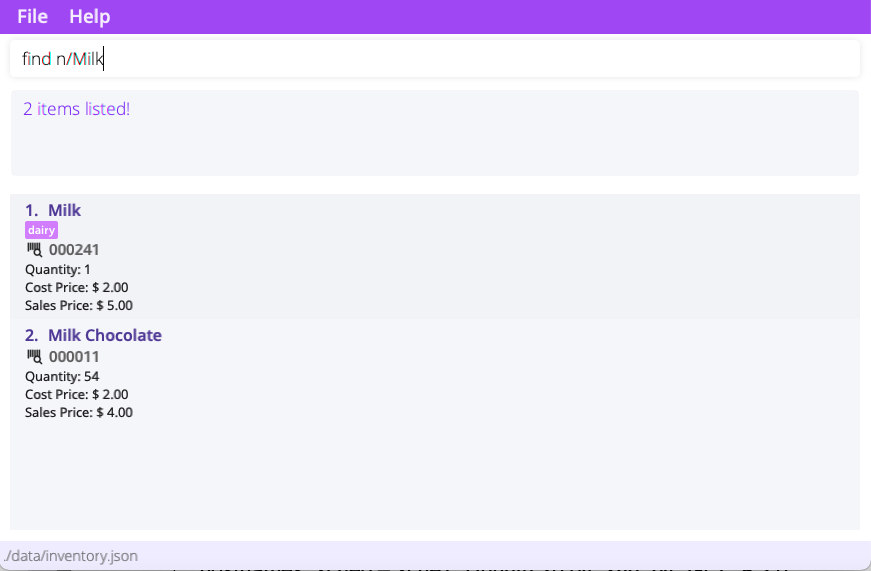 File Help
find n/Milk
2 items listed!
1. Milk
dairy
000241
Quantity: 1
Cost Price: $ 2.00
Sales Price: $ 5.00
2. Milk Chocolate
000011
Quantity: 54
Cost Price: $ 2.00
Sales Price: $ 4.00
./data/inventory.json